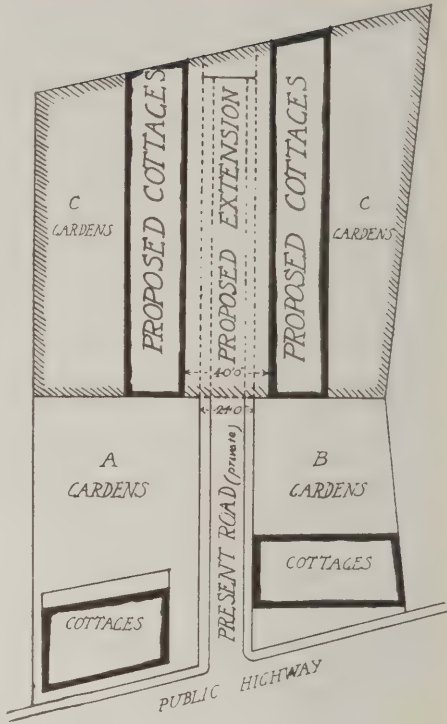 PROPOSED COTTAGES
PROPOSED EXTENSION
PROPOSED COTTAGES
C
GARDENS
C
GARDENS
40'0"
21'0
A
GARDENS
PRESENT ROAD (private)
B
GARDENS
COTTAGES
COTTAGES
PUBLIC HIGHWAY